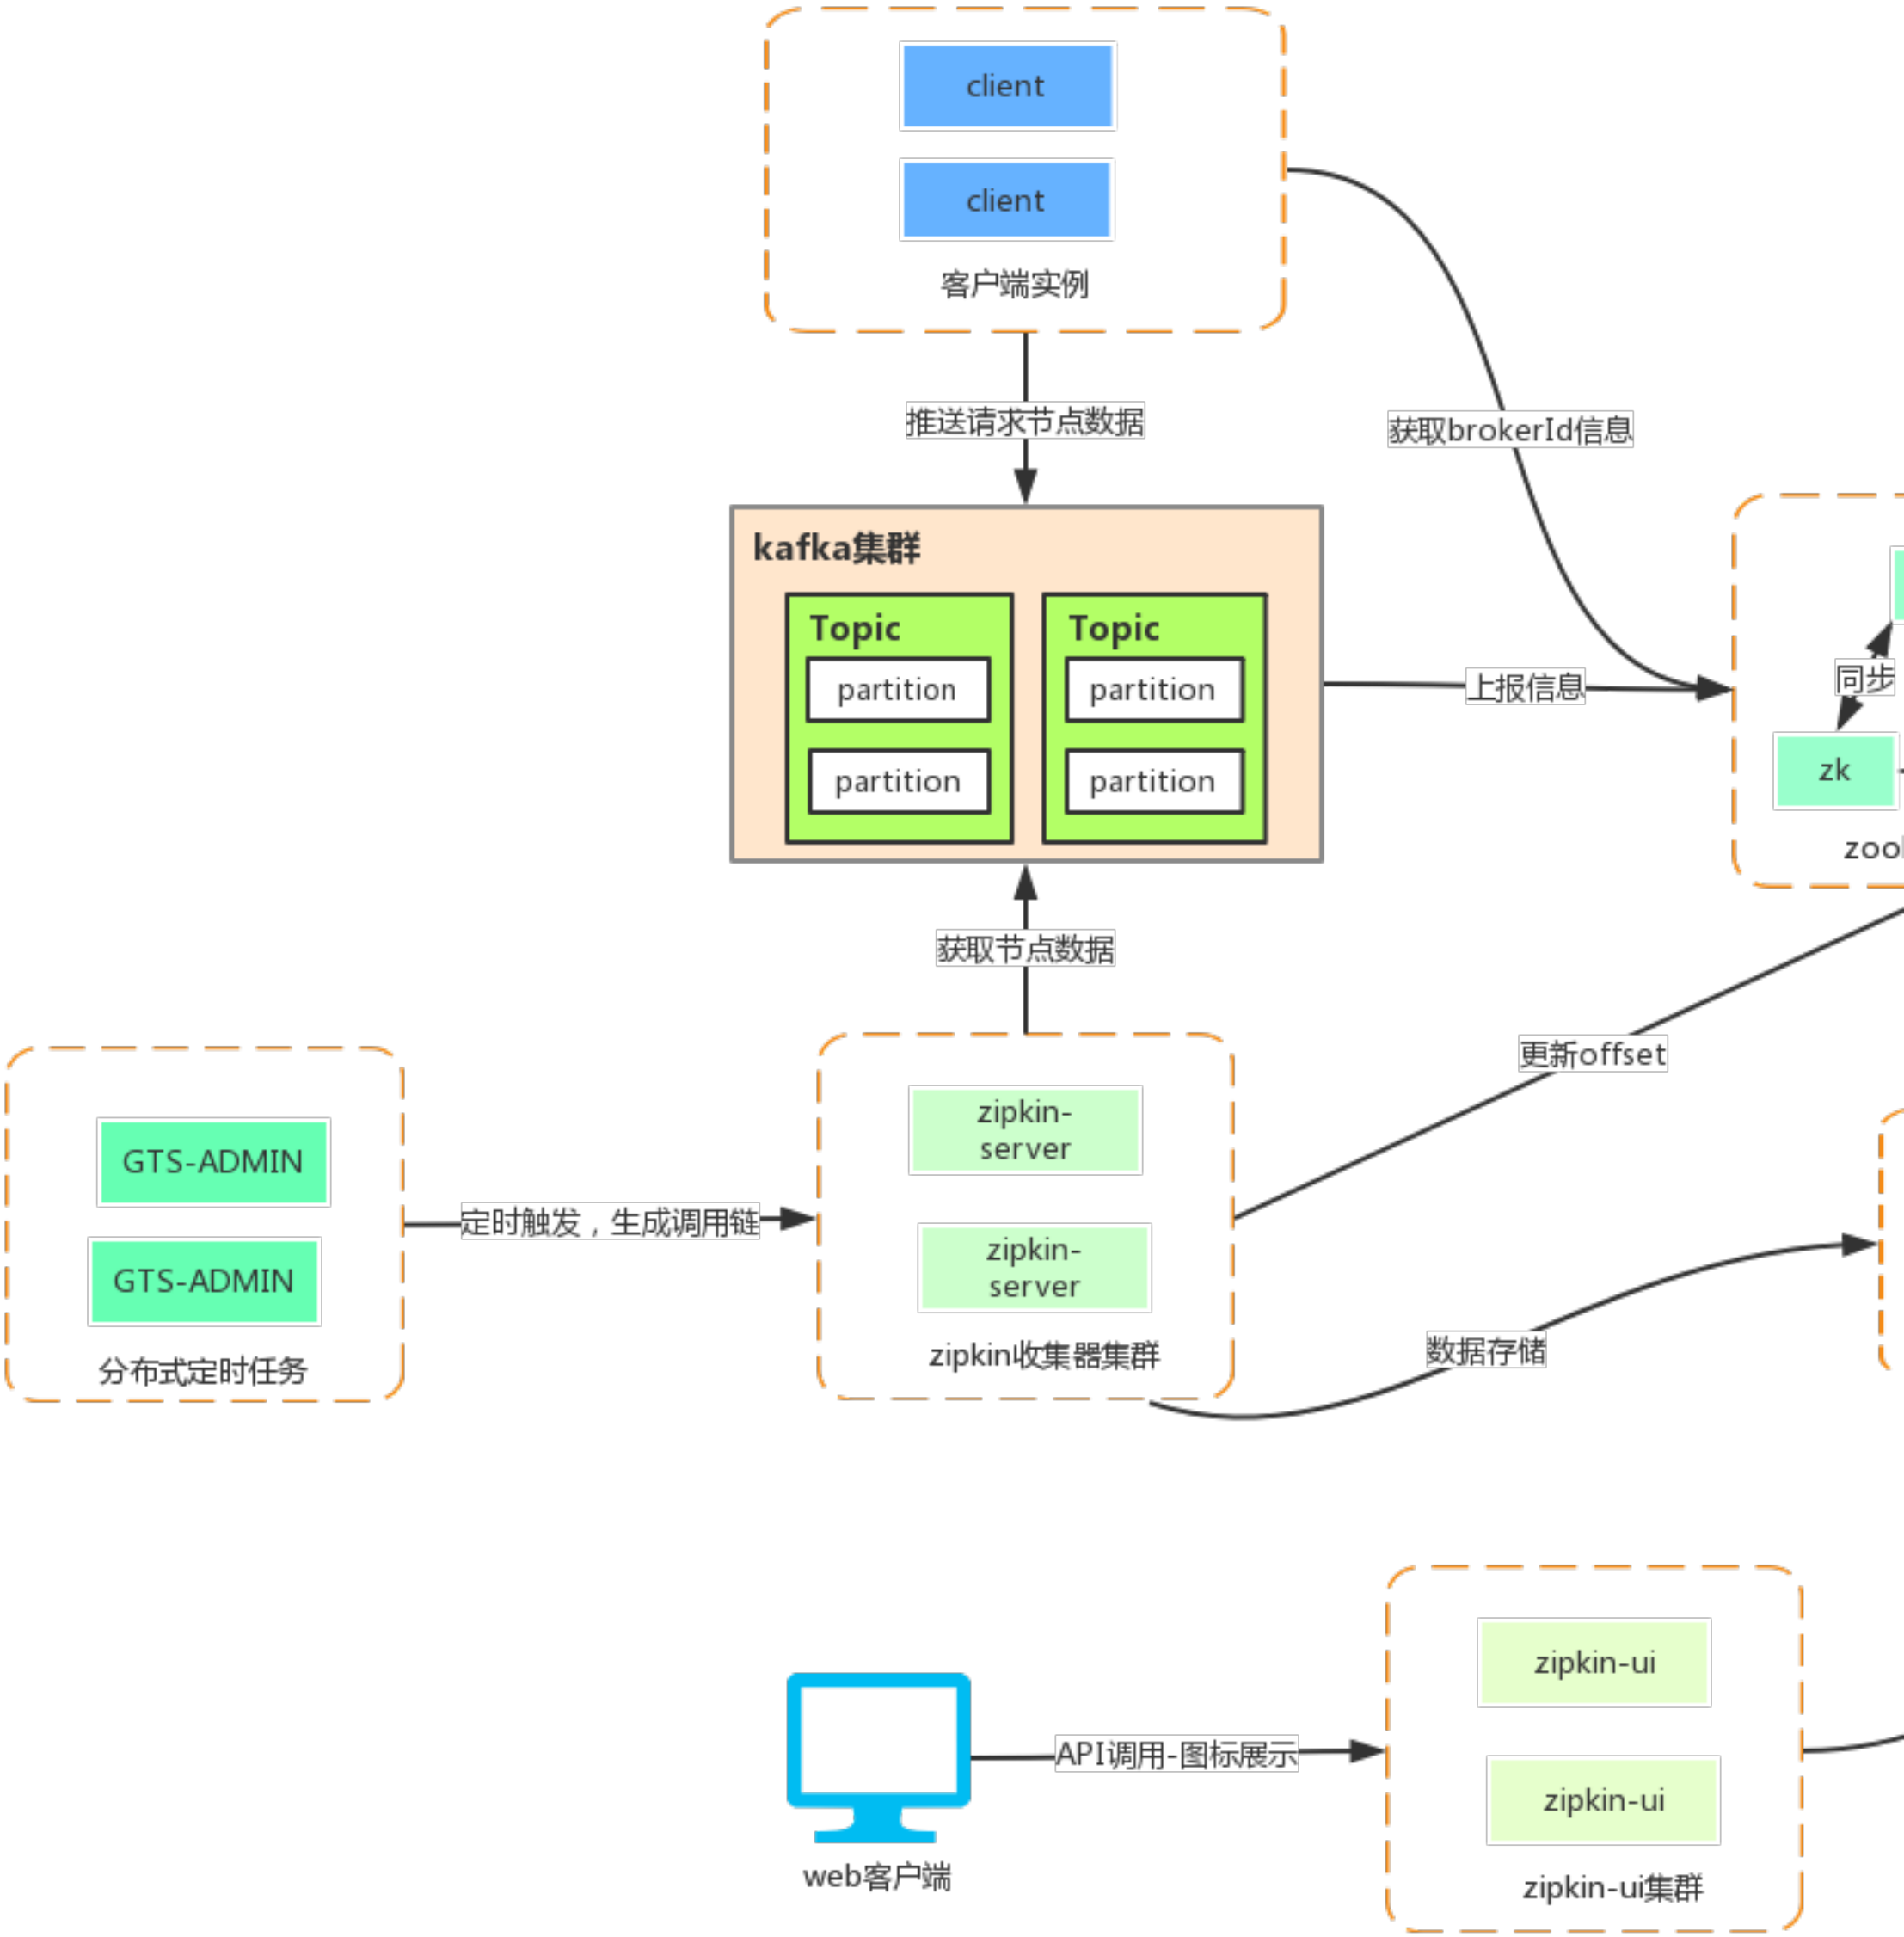 client
client
客户端实例
推送请求节点数据
获取brokerId信息
kafka集群
Topic
Topic
partition
partition
partition
partition
上报信息
同步
zk
获取节点数据
更新offset
GTS-ADMIN
GTS-ADMIN
分布式定时任务
定时触发，生成调用链
zipkin-
server
zipkin-
server
zipkin收集器集群
数据存储
web客户端
API调用-图标展示
zipkin-ui
zipkin-ui
zipkin-ui集群